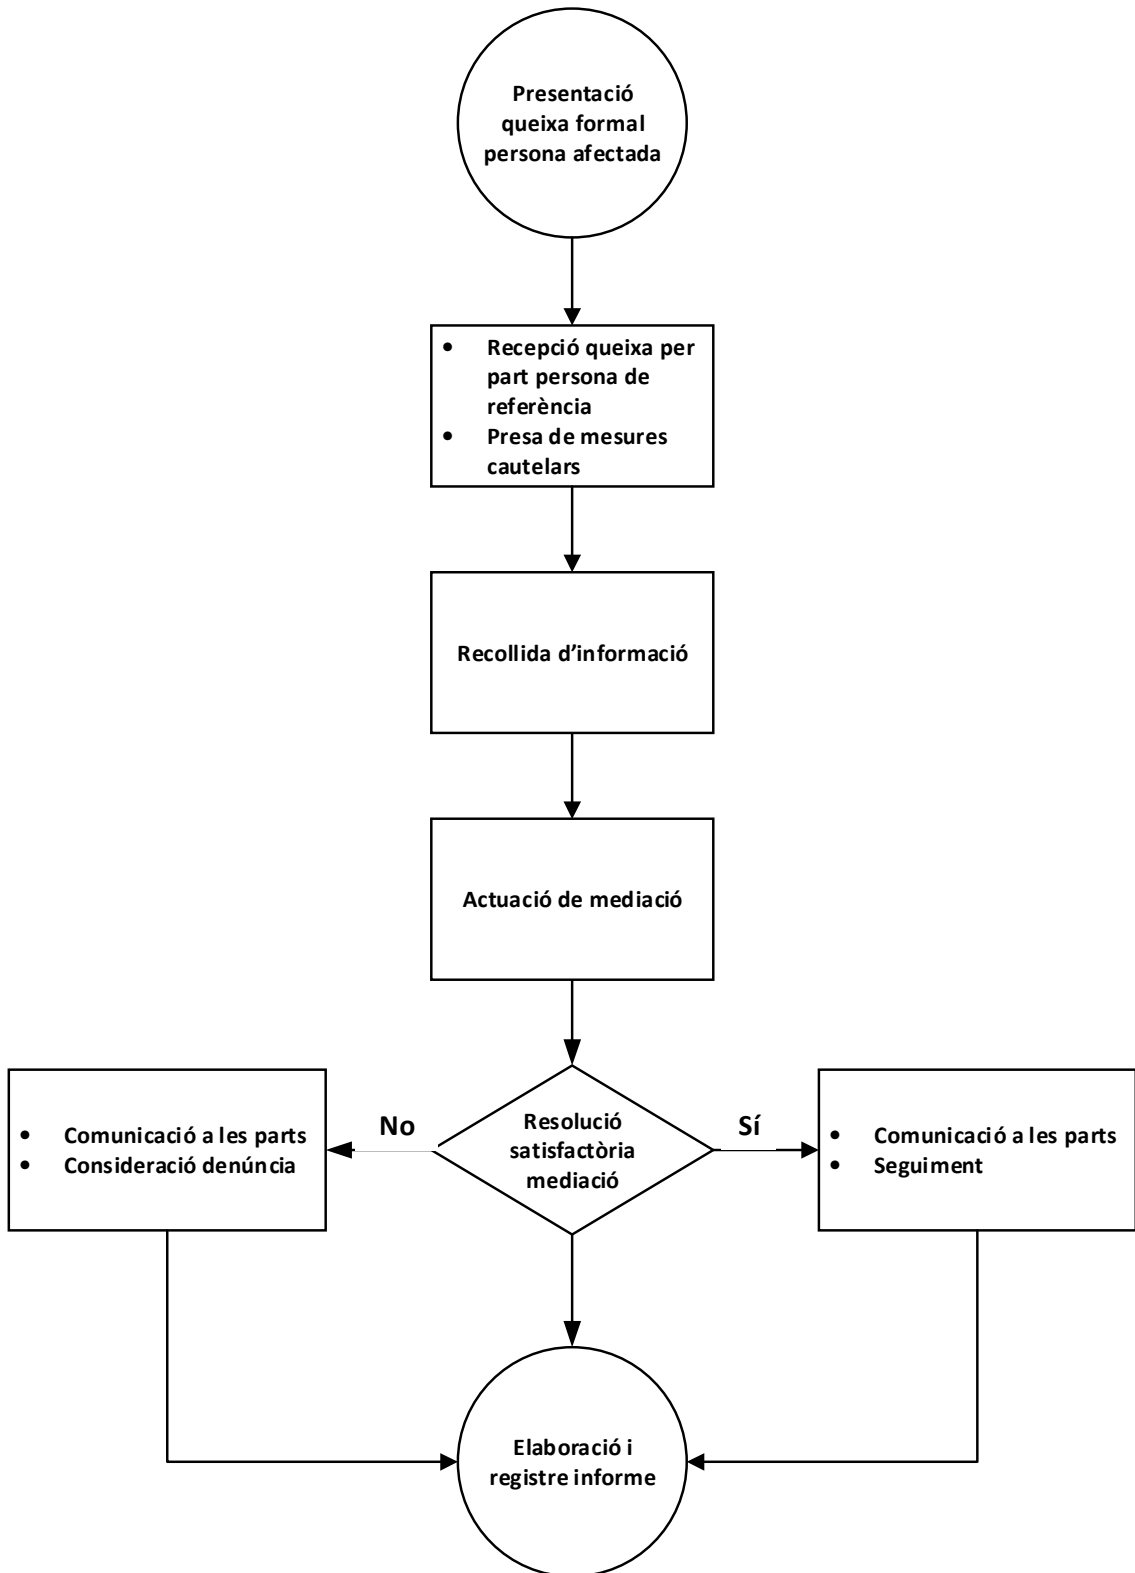 Presentació
queixa formal
persona afectada
• Recepció queixa per
part persona de
referència
• Presa de mesures
cautelars
Recollida d’informació
Actuació de mediació
No
Resolució
satisfactòria
mediació
Sí
• Comunicació a les parts
• Consideració denúncia
• Comunicació a les parts
• Seguiment
Elaboració i
registre informe